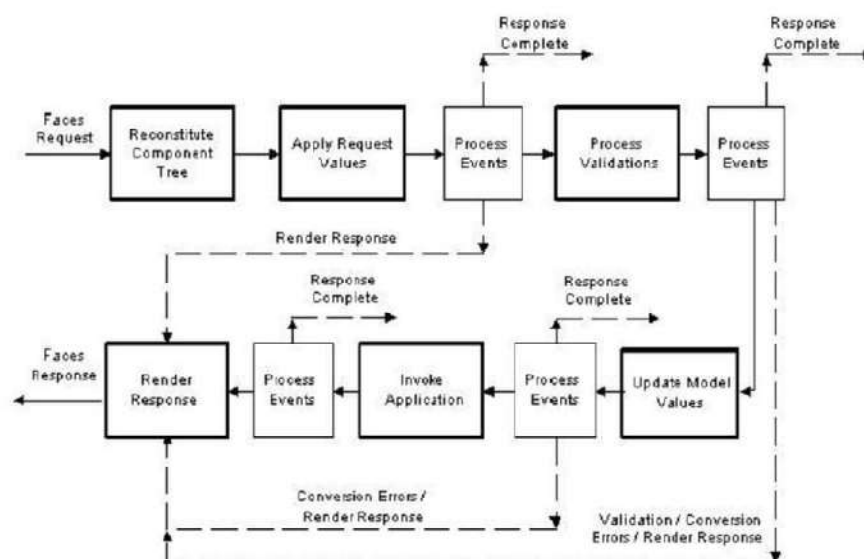 Response
Complete
Response
Complete
Faces
Request
Reconstitute
Component
Tree
Apply Request
Values
Process
Events
Process
Validations
Process
Events
Render Response
Response
Complete
Response
Complete
Faces
Response
Render
Response
Process
Events
Invoke
Application
Process
Events
Update Model
Values
Conversion Errors /
Render Response
Validation / Conversion
Errors / Render Response